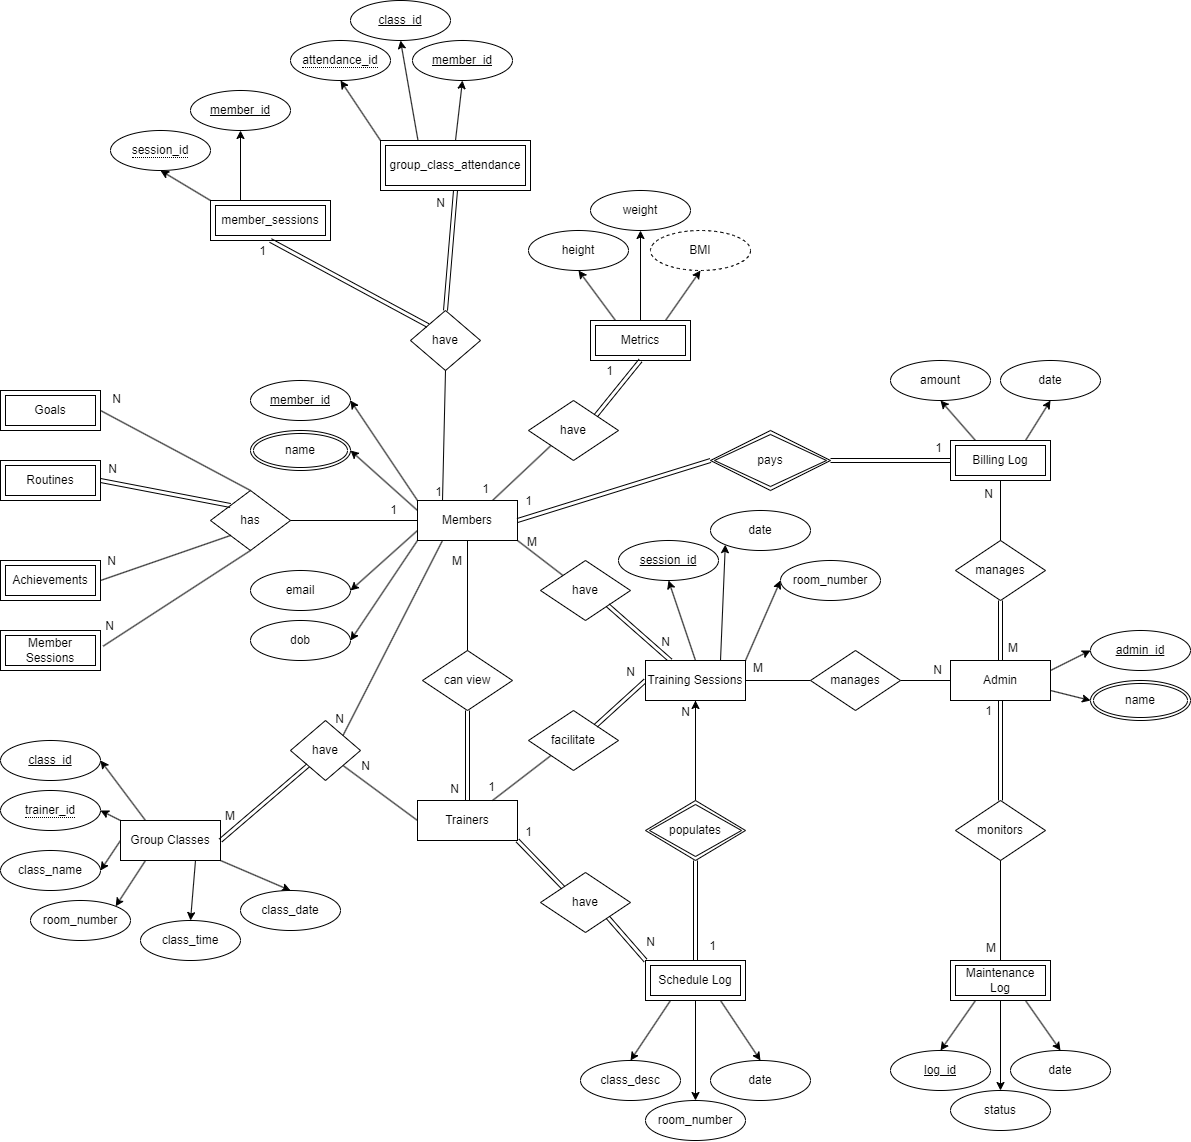 class_id
attendance_id
member_id
member_id
session_id
group_class_attendance
member_sessions
N
1
weight
height
BMI
have
Metrics
1
amount
date
Goals
N
member_id
have
name
1
Billing Log
pays
Routines
N
N
1
1
1
1
has
Members
date
M
M
session_id
Achievements
N
email
have
room_number
manages
Member
Sessions
N
dob
N
M
admin_id
can view
N
Training Sessions
M
manages
N
Admin
name
N
N
1
have
facilitate
class_id
N
trainer_id
M
N
1
Group Classes
Trainers
1
populates
monitors
class_name
room_number
class_date
have
class_time
N
1
M
Schedule Log
Maintenance
Log
class_desc
date
log_id
date
room_number
status